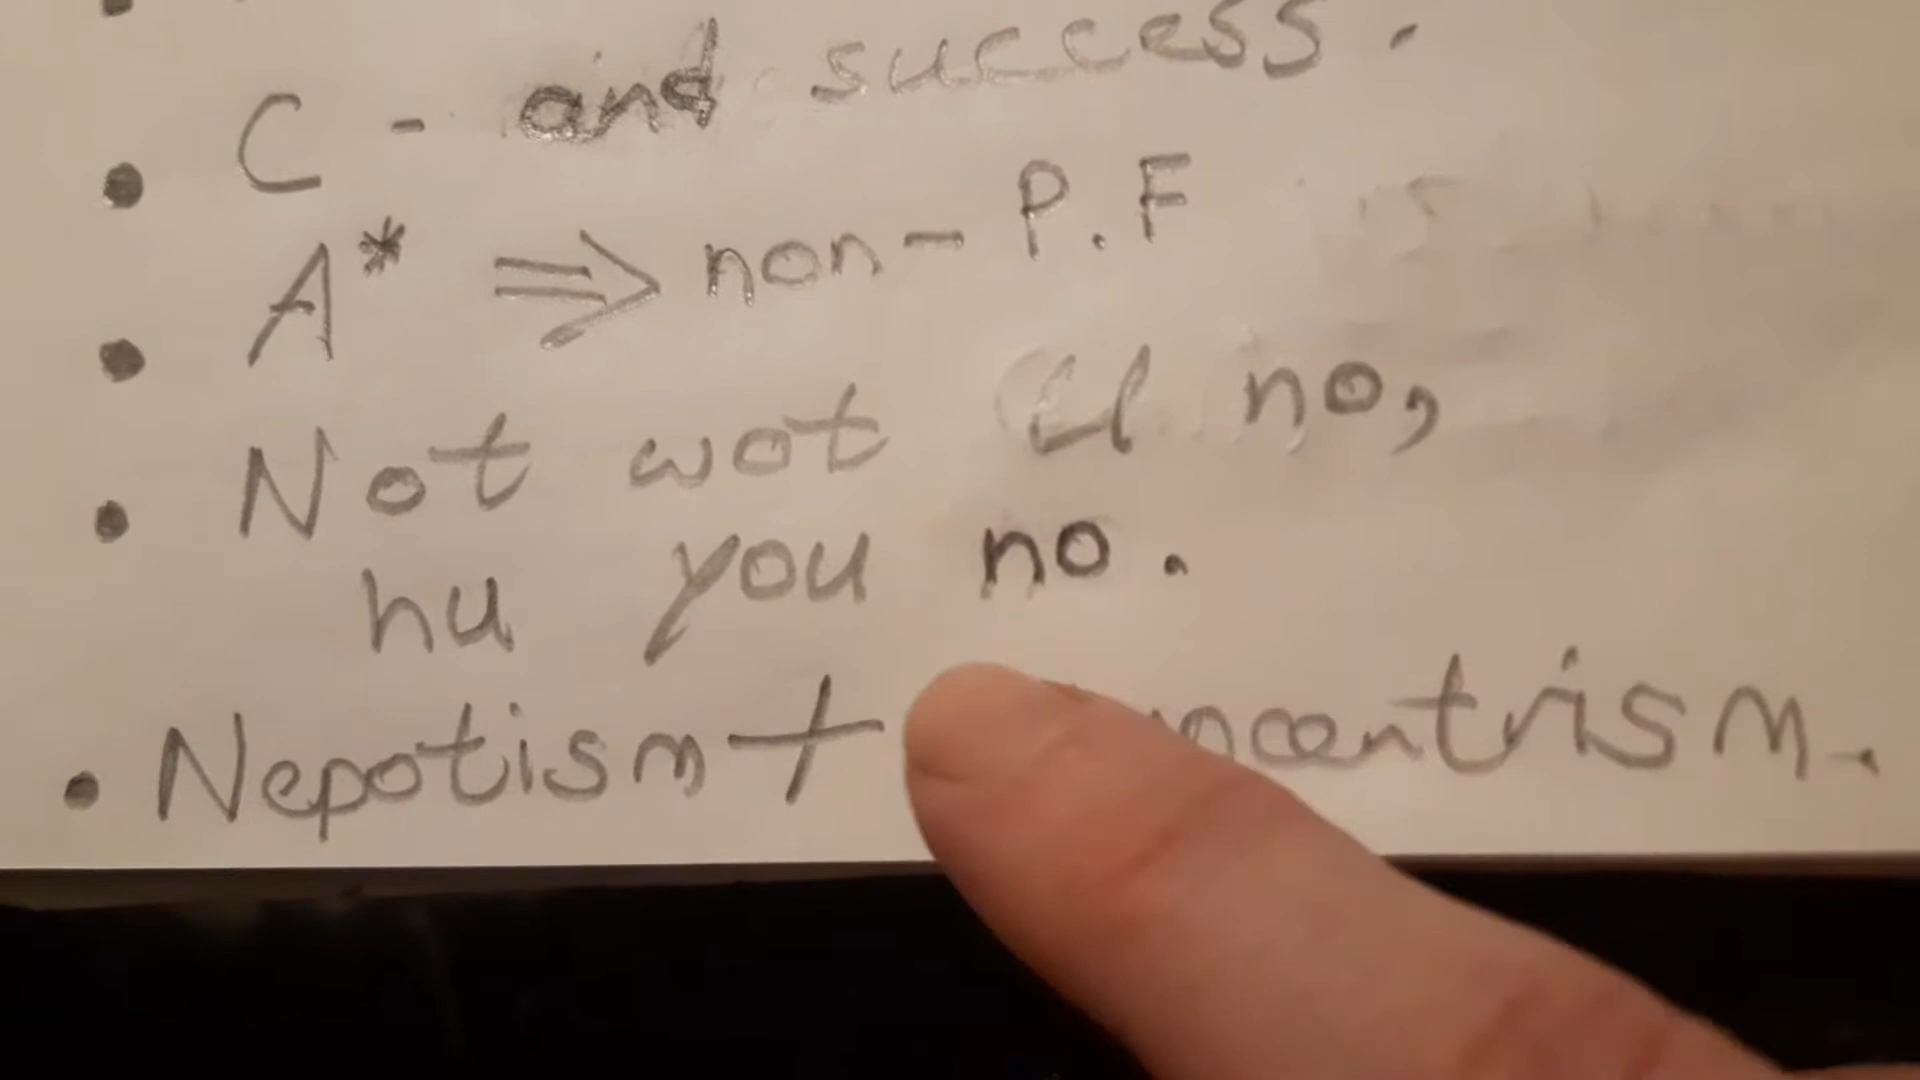 • C - and success.
• A* ⇒ non-P.F
• Not wot U no,
hu you no.
• Nepotism +